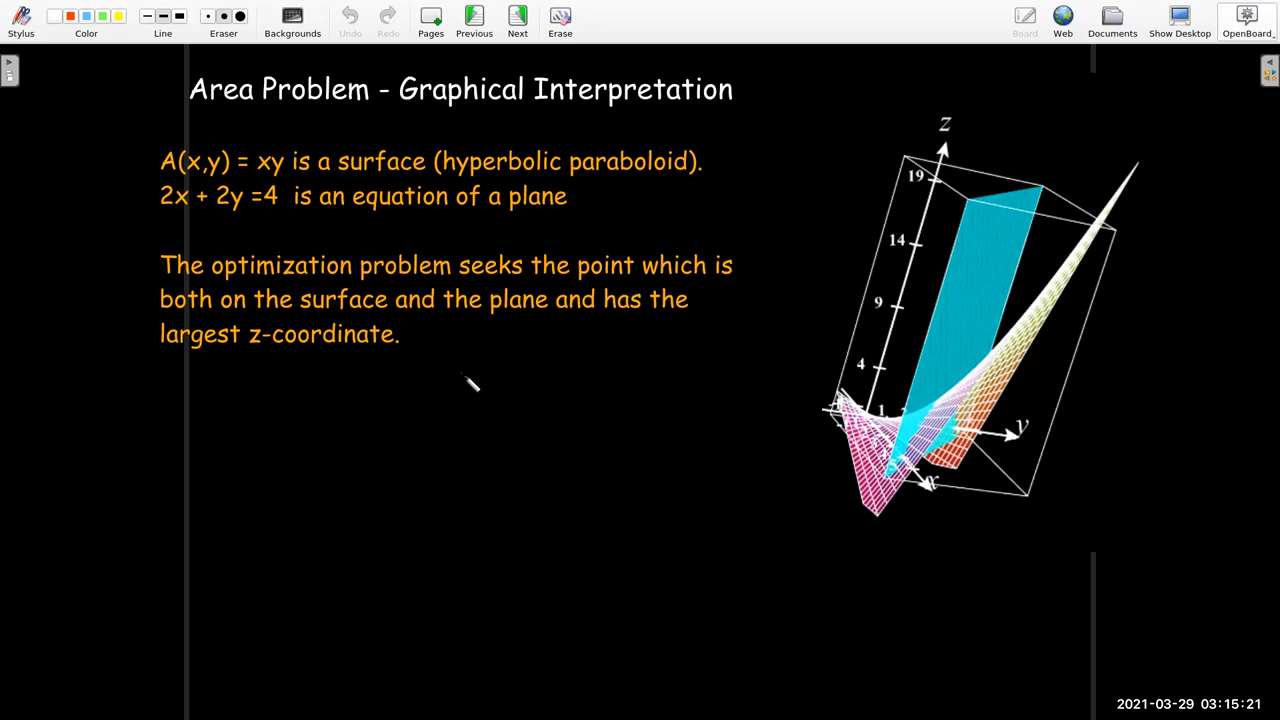 Stylus
Color
Line
Eraser
Backgrounds
Undo
Redo
Pages
Previous
Next
Erase
Board
Web
Documents
Show Desktop
OpenBoard
Area Problem - Graphical Interpretation
A(x,y) = xy is a surface (hyperbolic paraboloid).
2x + 2y =4 is an equation of a plane
The optimization problem seeks the point which is
both on the surface and the plane and has the
largest z-coordinate.
z
19
14
9
4
1
y
x
2021-03-29 03:15:21